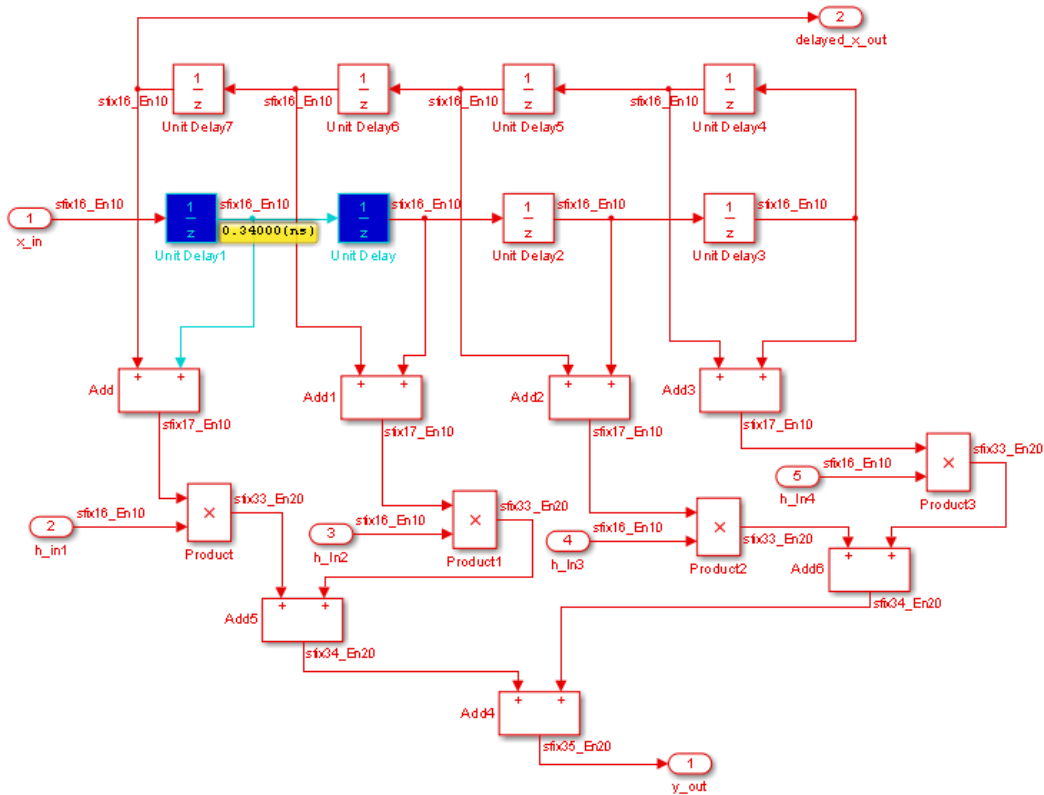 2
delayed_x_out
1
z
1
z
1
z
1
z
sfix16_En10
sfix16_En10
sfix16_En10
sfix16_En10
Unit Delay7
Unit Delay6
Unit Delay5
Unit Delay4
sfix16_En10
sfix16_En10
sfix16_En10
sfix16_En10
sfix16_En10
1
x_in
1
z
1
z
1
z
1
z
0.34000(ns)
Unit Delay1
Unit Delay
Unit Delay2
Unit Delay3
+ +
Add
+ +
Add1
+ +
Add2
+ +
Add3
sfix17_En10
sfix17_En10
sfix17_En10
sfix17_En10
sfix16_En10
5
h_In4
×
sfix33_En20
Product3
sfix16_En10
2
h_in1
×
sfix33_En20
Product
sfix16_En10
3
h_In2
×
sfix33_En20
Product1
sfix16_En10
4
h_In3
×
sfix33_En20
Product2
+ +
Add6
sfix34_En20
+ +
Add5
sfix34_En20
+ +
Add4
sfix35_En20
1
y_out